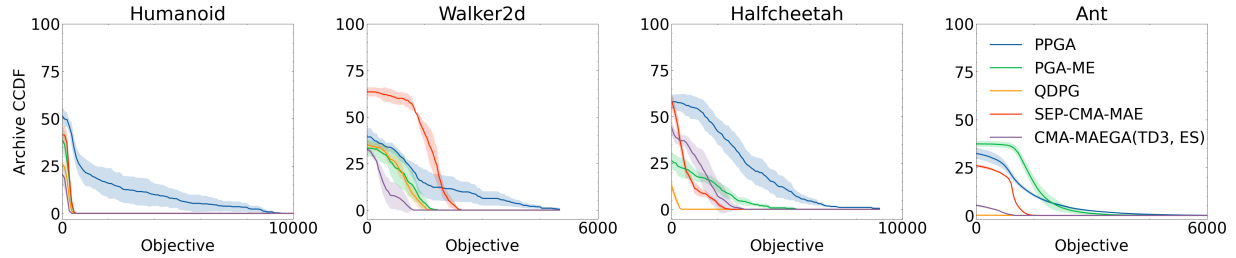 Humanoid
Walker2d
Halfcheetah
Ant
Archive CCDF
100
75
50
25
0
0
10000
Objective
100
75
50
25
0
0
6000
Objective
100
75
50
25
0
0
10000
Objective
100
75
50
25
0
0
6000
Objective
PPGA
PGA-ME
QDPG
SEP-CMA-MAE
CMA-MAEGA(TD3, ES)